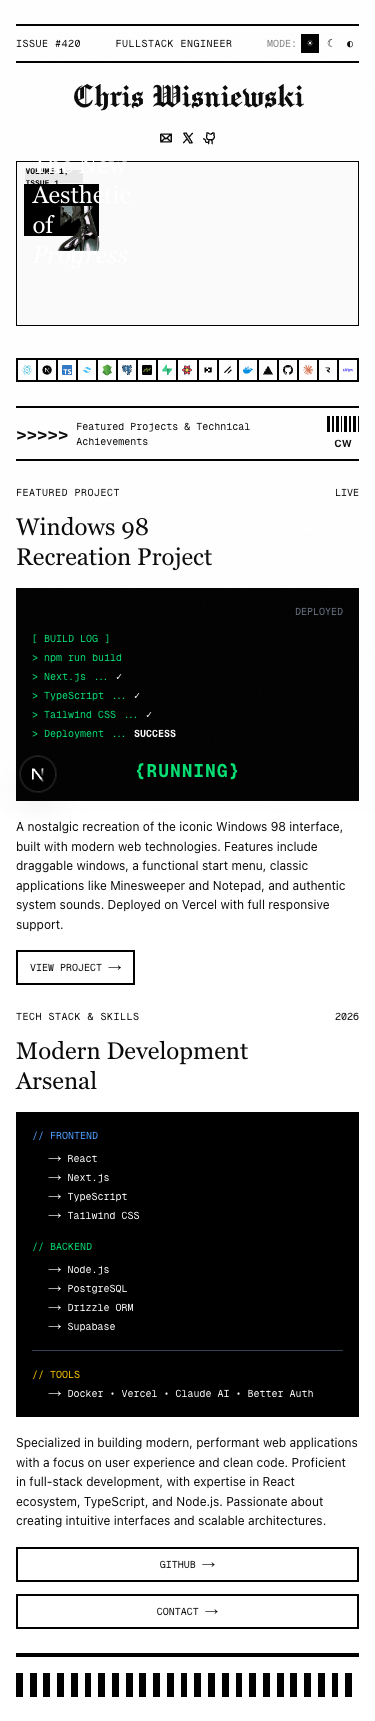 ISSUE #420 FULLSTACK ENGINEER MODE:
Chris Wisniewski
VOLUME 1,
ISSUE 1
The New
Aesthetic
of
Progress
>>>>> Featured Projects & Technical
Achievements
CW
FEATURED PROJECT LIVE
Windows 98
Recreation Project
DEPLOYED
[ BUILD LOG ]
> npm run build
> Next.js ... ✓
> TypeScript ... ✓
> Tailwind CSS ... ✓
> Deployment ... SUCCESS
{RUNNING}
N
A nostalgic recreation of the iconic Windows 98 interface,
built with modern web technologies. Features include
draggable windows, a functional start menu, classic
applications like Minesweeper and Notepad, and authentic
system sounds. Deployed on Vercel with full responsive
support.
VIEW PROJECT →
TECH STACK & SKILLS 2026
Modern Development
Arsenal
// FRONTEND
→ React
→ Next.js
→ TypeScript
→ Tailwind CSS
// BACKEND
→ Node.js
→ PostgreSQL
→ Drizzle ORM
→ Supabase
// TOOLS
→ Docker • Vercel • Claude AI • Better Auth
Specialized in building modern, performant web applications
with a focus on user experience and clean code. Proficient
in full-stack development, with expertise in React
ecosystem, TypeScript, and Node.js. Passionate about
creating intuitive interfaces and scalable architectures.
GITHUB →
CONTACT →